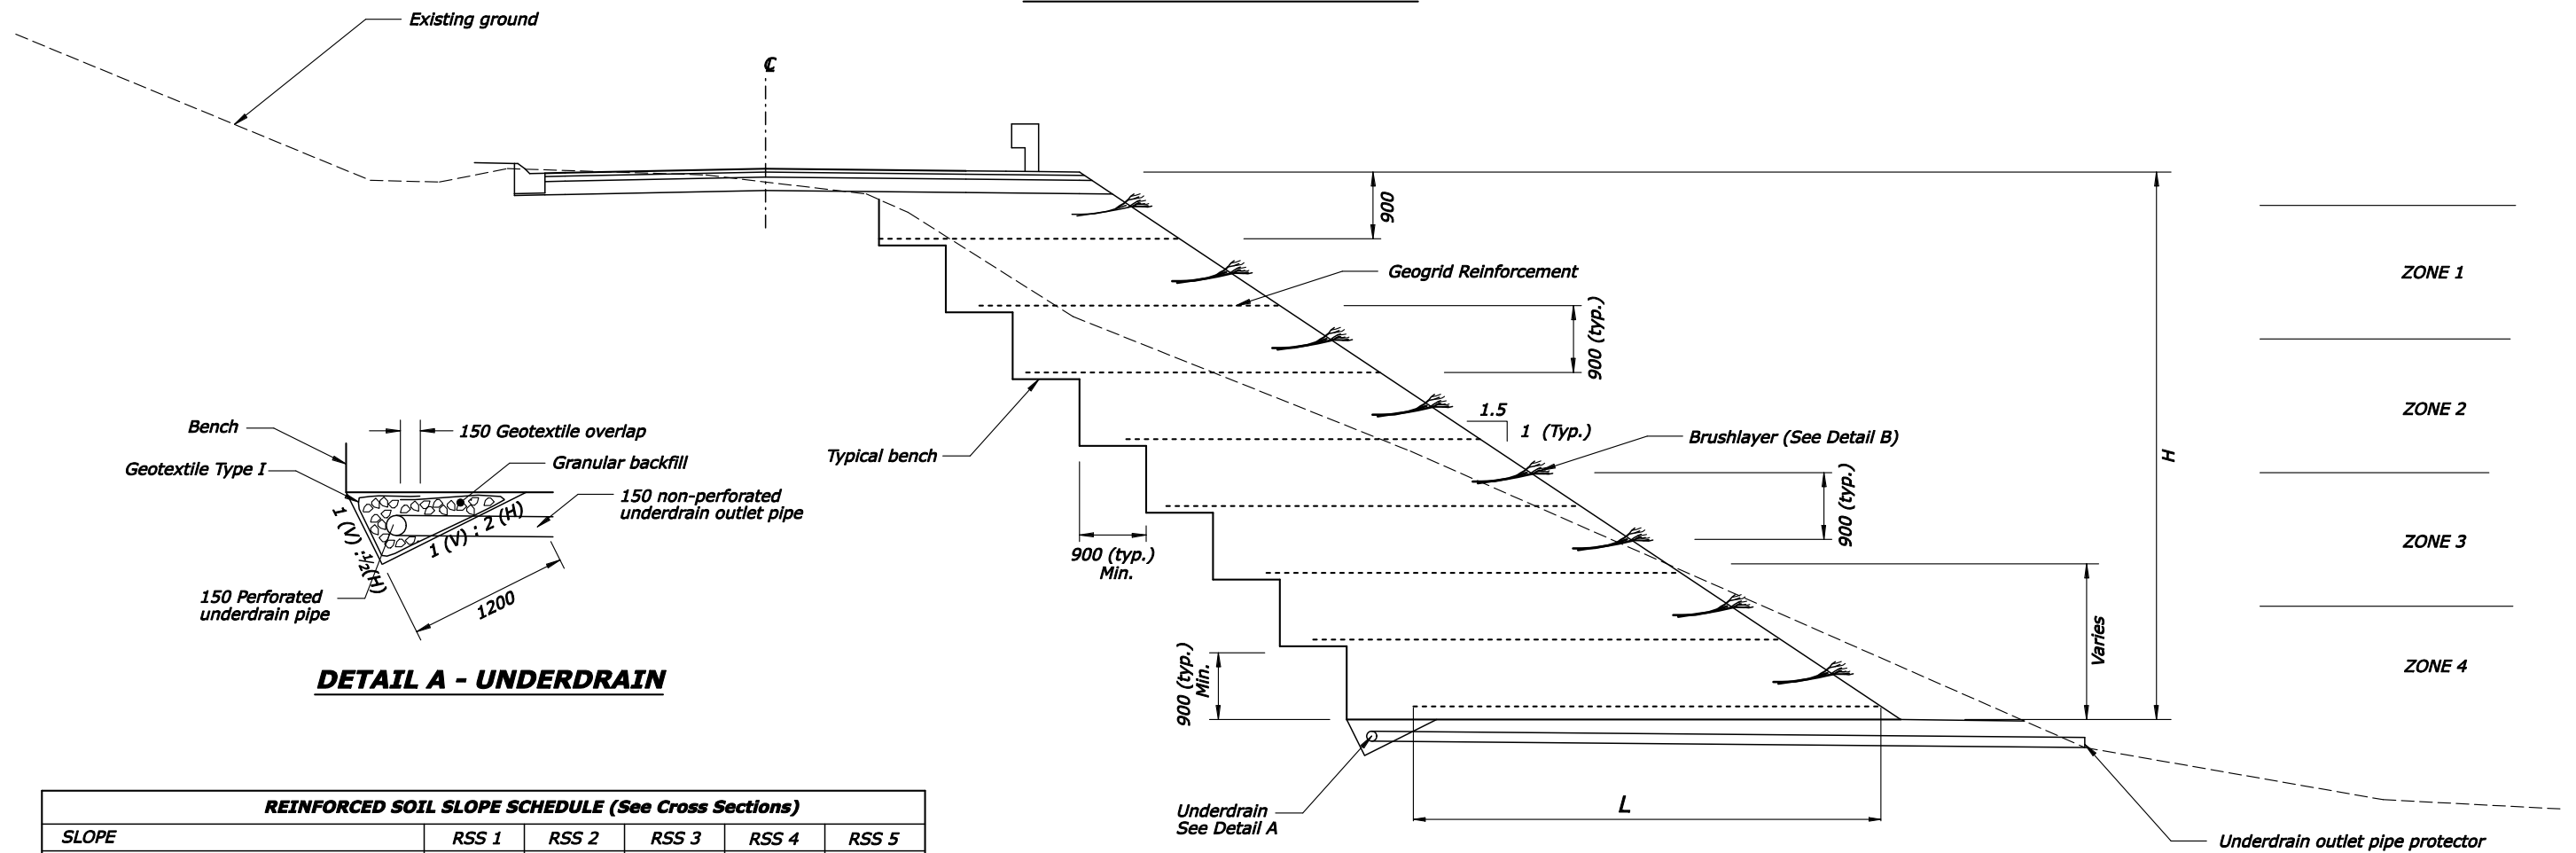 Existing ground
℄
900
ZONE 1
Geogrid Reinforcement
900 (typ.)
ZONE 2
1.5
1 (Typ.)
Brushlayer (See Detail B)
Typical bench
H
900 (typ.)
900 (typ.)
Min.
ZONE 3
Varies
ZONE 4
900 (typ.)
Min.
L
Underdrain
See Detail A
Underdrain outlet pipe protector
Bench
150 Geotextile overlap
Geotextile Type I
Granular backfill
150 non-perforated
underdrain outlet pipe
1 (V) :1/2(H)
1 (V) : 2 (H)
150 Perforated
underdrain pipe
1200
DETAIL A - UNDERDRAIN
REINFORCED SOIL SLOPE SCHEDULE (See Cross Sections)
SLOPE RSS 1 RSS 2 RSS 3 RSS 4 RSS 5